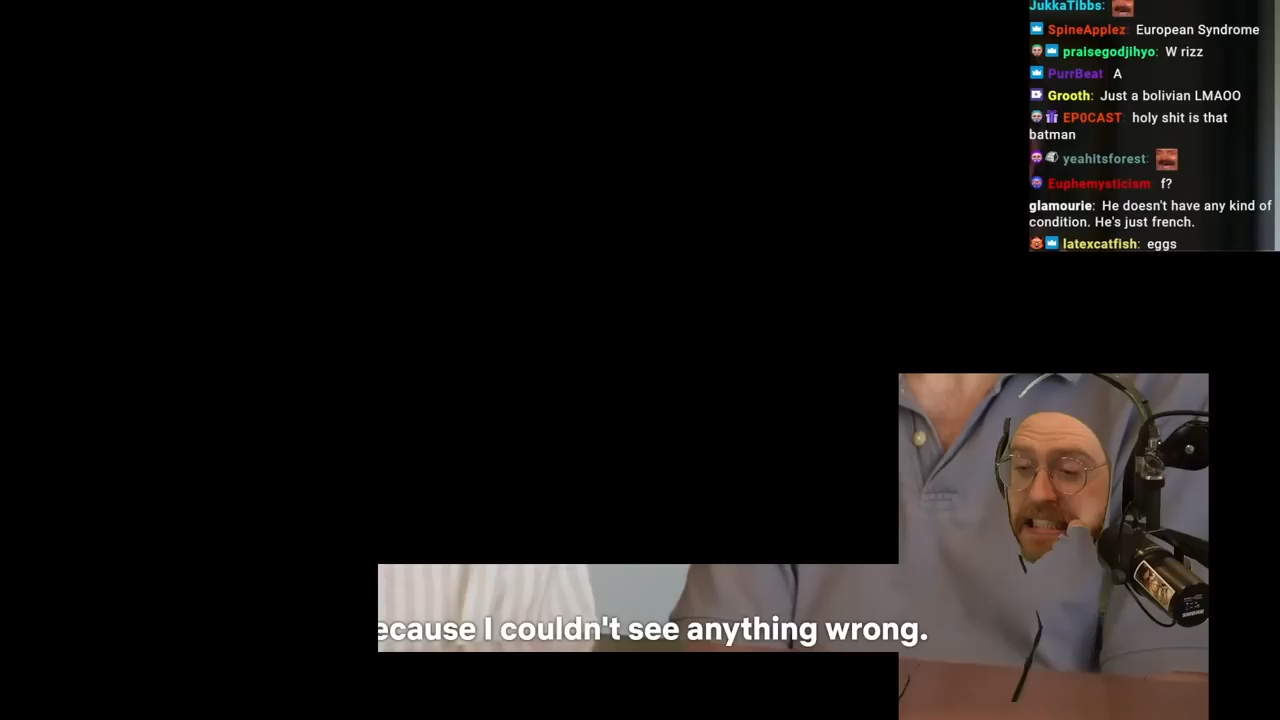 JukkaTibbs:
SpineApplez: European Syndrome
praisegodjihyo: W rizz
PurrBeat A
Grooth: Just a bolivian LMAOO
EP0CAST: holy shit is that
batman
yeahitsforest:
Euphemysticism f?
glamourie: He doesn't have any kind of
condition. He's just french.
latexcatfish: eggs
ecause I couldn't see anything wrong.